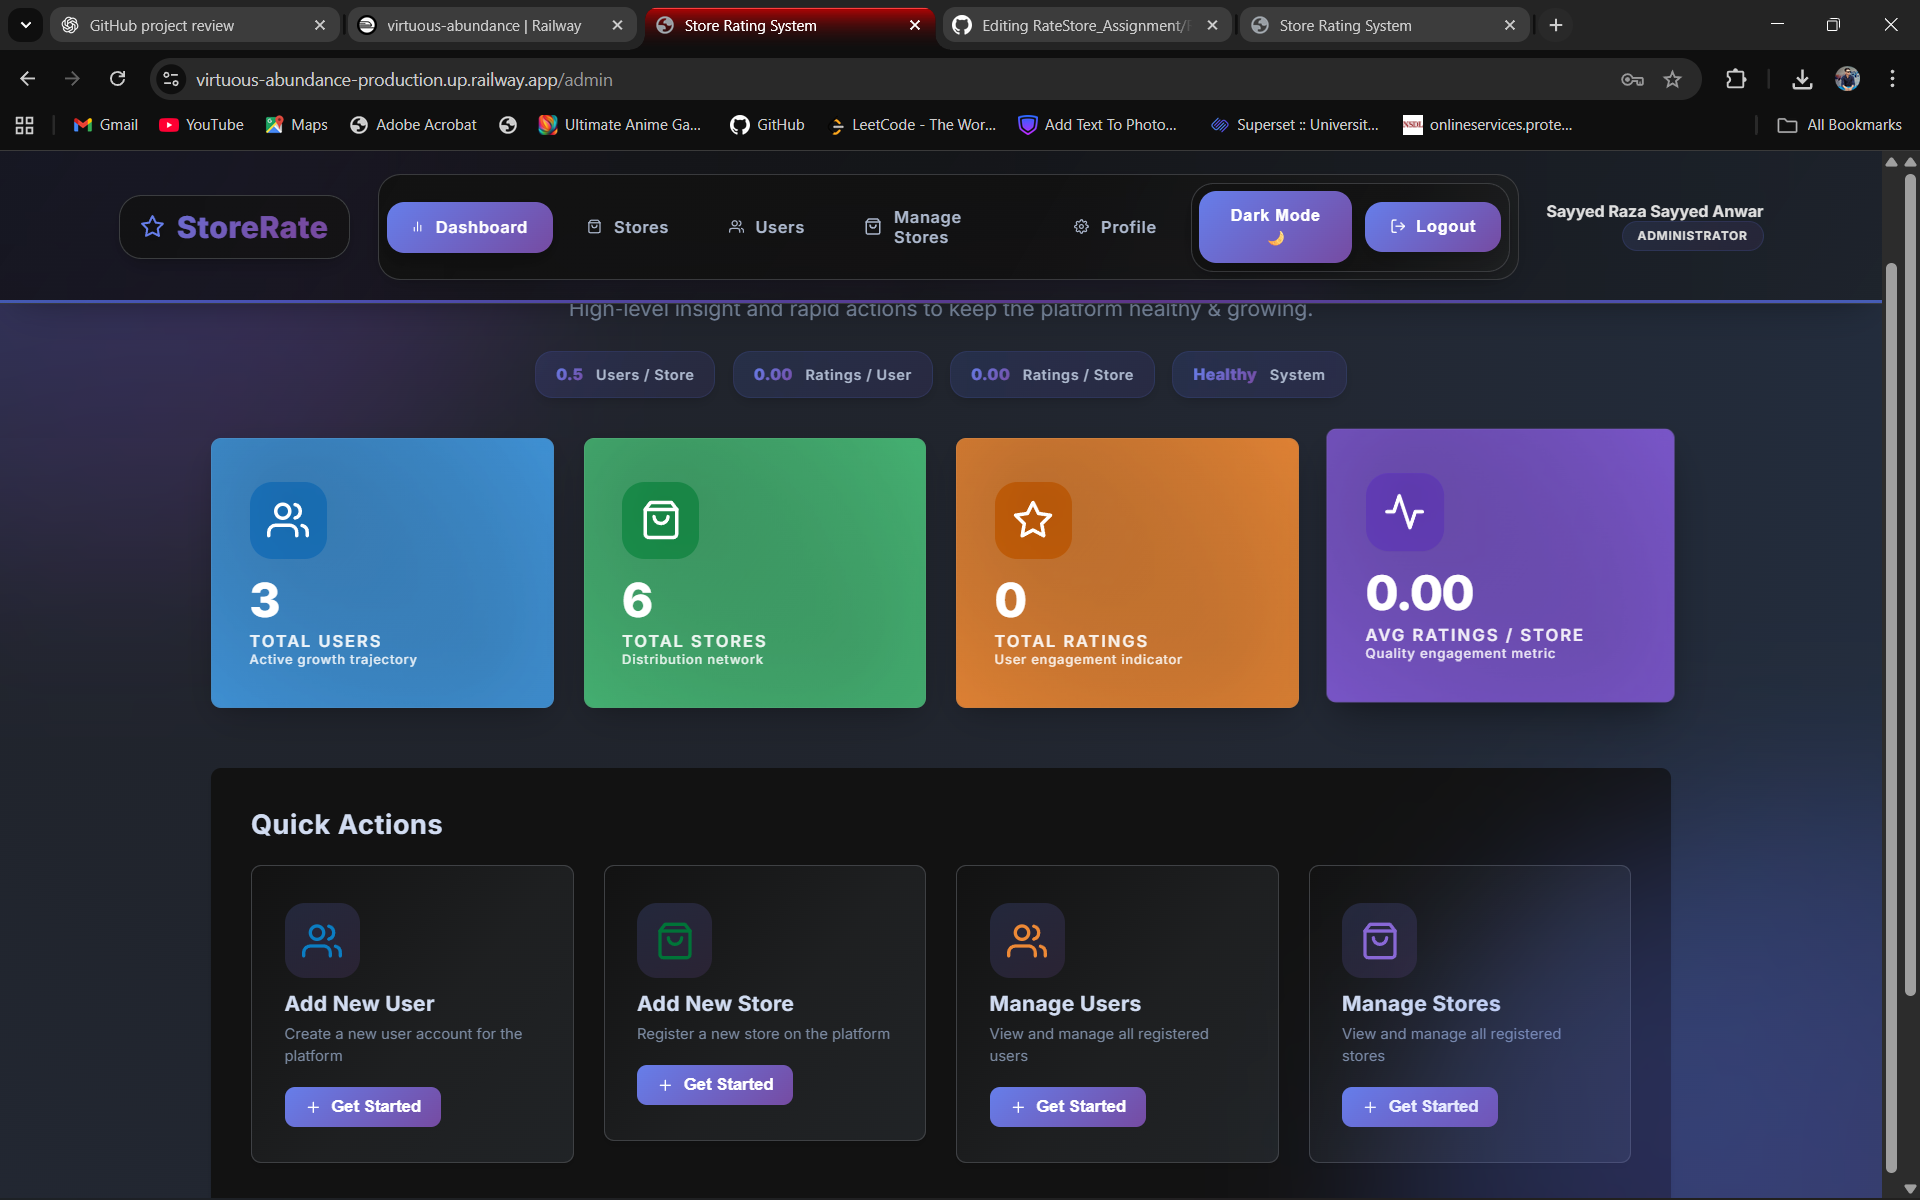 GitHub project review
virtuous-abundance | Railway
Store Rating System
Editing RateStore_Assignment/
Store Rating System
virtuous-abundance-production.up.railway.app/admin
Gmail
YouTube
Maps
Adobe Acrobat
Ultimate Anime Ga...
GitHub
LeetCode - The Wor...
Add Text To Photo...
Superset :: Universit...
NSDL
onlineservices.prote...
All Bookmarks
StoreRate
Dashboard
Stores
Users
Manage
Stores
Profile
Dark Mode
Logout
Sayyed Raza Sayyed Anwar
ADMINISTRATOR
High-level insight and rapid actions to keep the platform healthy & growing.
0.5 Users / Store
0.00 Ratings / User
0.00 Ratings / Store
Healthy System
3
TOTAL USERS
Active growth trajectory
6
TOTAL STORES
Distribution network
0
TOTAL RATINGS
User engagement indicator
0.00
AVG RATINGS / STORE
Quality engagement metric
Quick Actions
Add New User
Create a new user account for the
platform
+ Get Started
Add New Store
Register a new store on the platform
+ Get Started
Manage Users
View and manage all registered
users
+ Get Started
Manage Stores
View and manage all registered
stores
+ Get Started